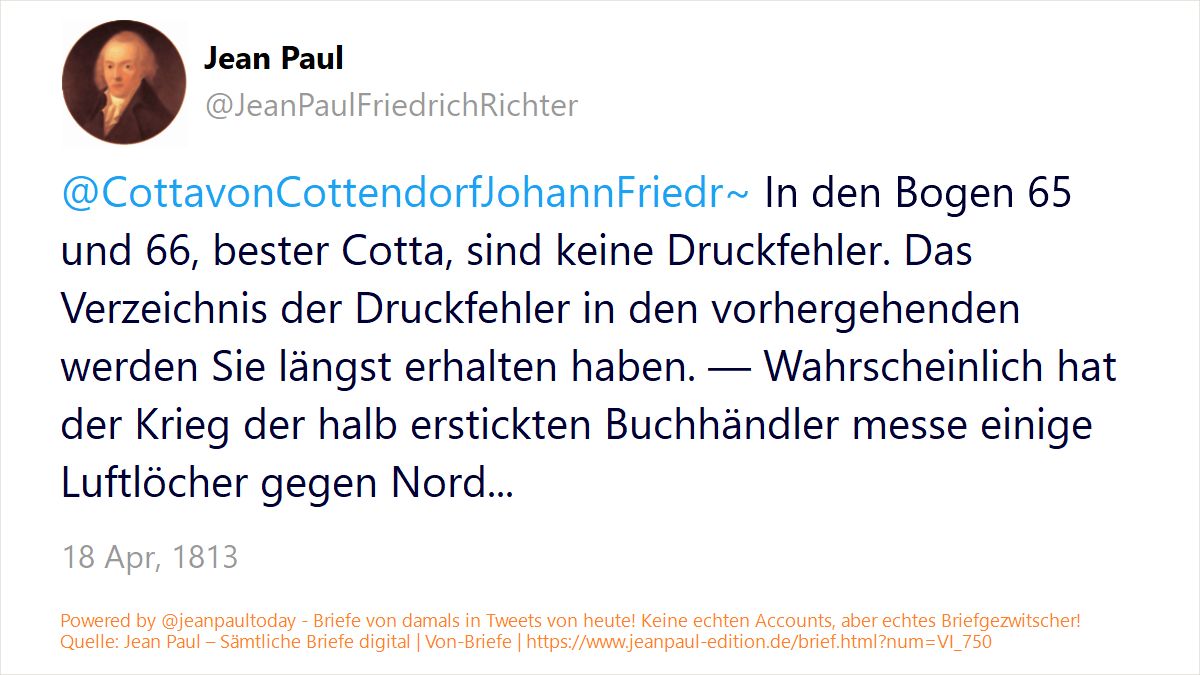 Jean Paul
@JeanPaulFriedrichRichter
@CottavonCottendorfJohannFriedr~ In den Bogen 65
und 66, bester Cotta, sind keine Druckfehler. Das
Verzeichnis der Druckfehler in den vorhergehenden
werden Sie längst erhalten haben. — Wahrscheinlich hat
der Krieg der halb erstickten Buchhändler messe einige
Luftlöcher gegen Nord...
18 Apr, 1813
Powered by @jeanpaultoday - Briefe von damals in Tweets von heute! Keine echten Accounts, aber echtes Briefgezwitscher!
Quelle: Jean Paul – Sämtliche Briefe digital | Von-Briefe | https://www.jeanpaul-edition.de/brief.html?num=VI_750